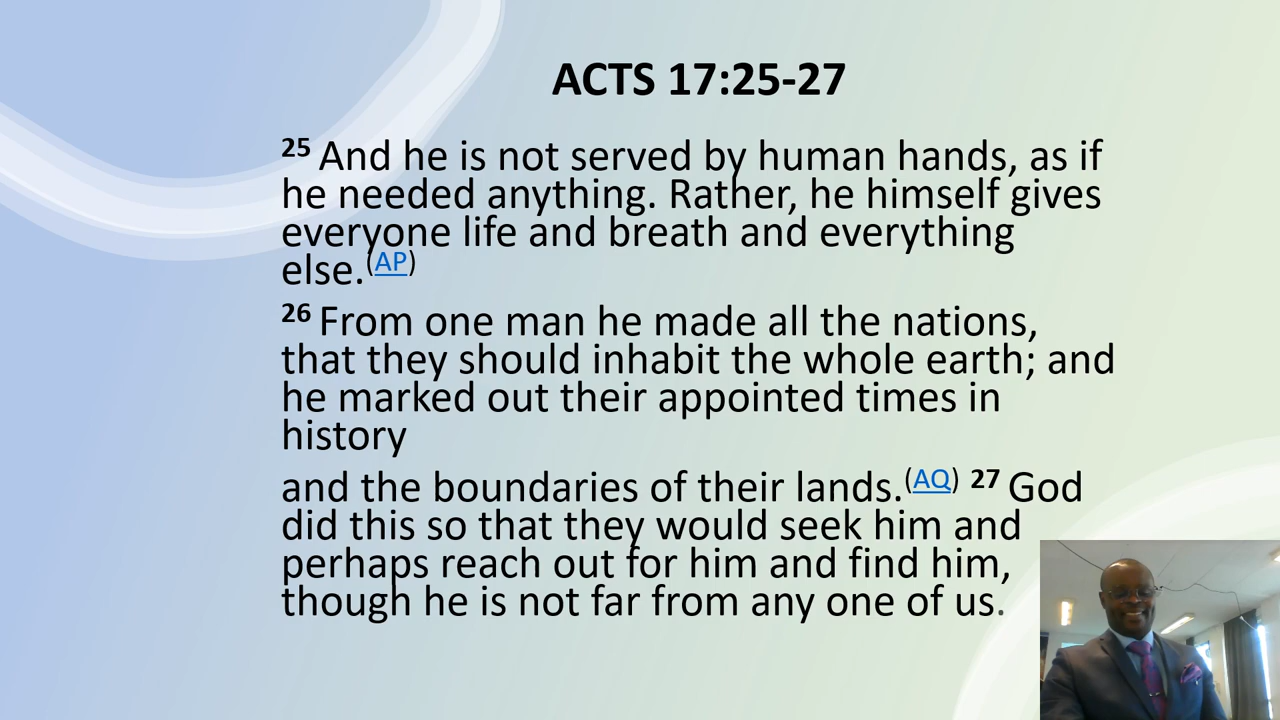 ACTS 17:25-27
25 And he is not served by human hands, as if
he needed anything. Rather, he himself gives
everyone life and breath and everything
else.(AP)
26 From one man he made all the nations,
that they should inhabit the whole earth; and
he marked out their appointed times in
history
and the boundaries of their lands.(AQ) 27 God
did this so that they would seek him and
perhaps reach out for him and find him,
though he is not far from any one of us.